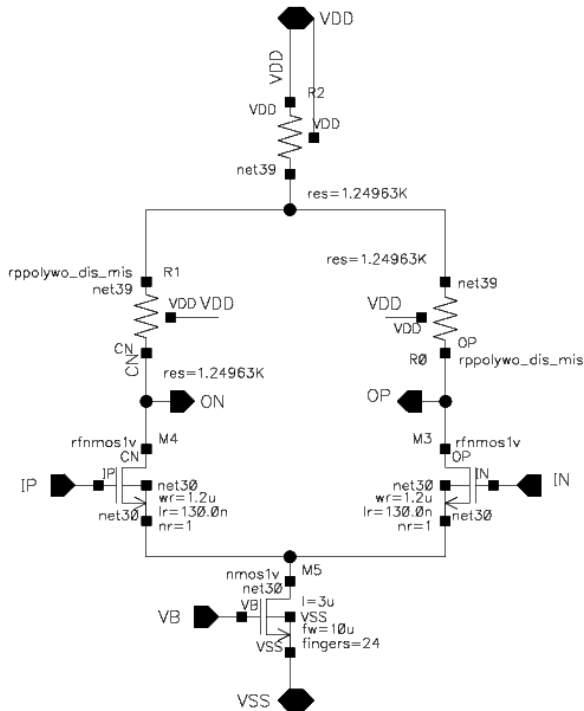 VDD
VDD
R2
VDD
VDD
net39
res=1.24963K
res=1.24963K
rppolywo_dis_mis
R1
net39
net39
VDD
VDD
VDD
VDD
CN
CN
OP
R0
rppolywo_dis_mis
res=1.24963K
ON
OP
rfnmos1v
M4
M3
rfnmos1v
CN
OP
IP
IP
net30
net30
IN
IN
wr=1.2u
wr=1.2u
lr=130.0n
lr=130.0n
net30
net30
nr=1
nr=1
nmos1v
M5
net30
l=3u
VB
VB
VSS
fw=10u
VSS
fingers=24
VSS